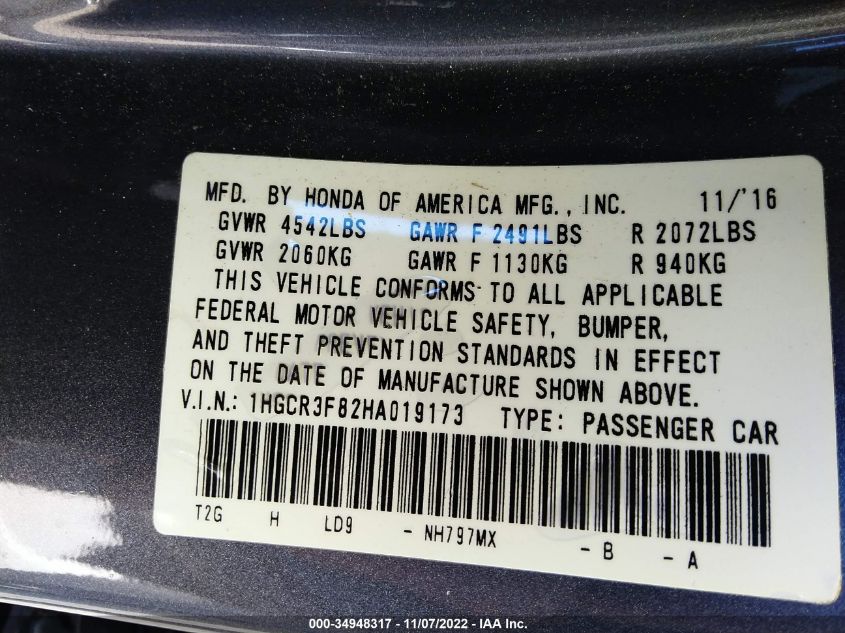 MFD. BY HONDA OF AMERICA MFG., INC. 11/'16
GVWR 4542LBS GAWR F 2491LBS R 2072LBS
GVWR 2060KG GAWR F 1130KG R 940KG
THIS VEHICLE CONFORMS TO ALL APPLICABLE
FEDERAL MOTOR VEHICLE SAFETY, BUMPER,
AND THEFT PREVENTION STANDARDS IN EFFECT
ON THE DATE OF MANUFACTURE SHOWN ABOVE.
V.I.N.: 1HGCR3F82HA019173 TYPE: PASSENGER CAR
T2G H LD9 - NH797MX - B - A
000-34948317 - 11/07/2022 - IAA Inc.